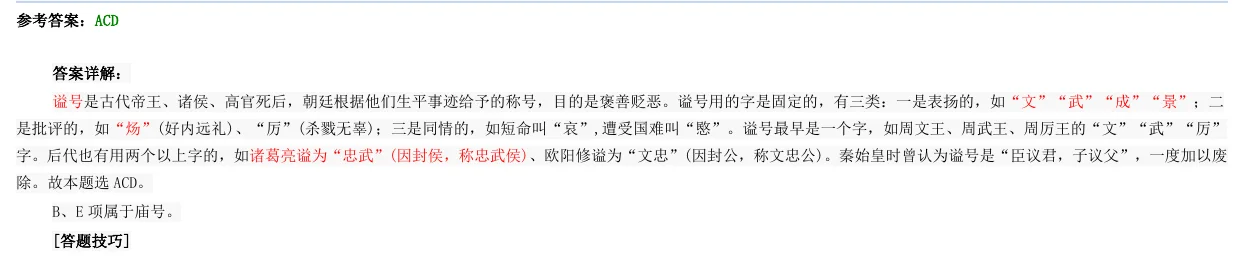 参考答案：ACD
答案详解：
谥号是古代帝王、诸侯、高官死后，朝廷根据他们生平事迹给予的称号，目的是褒善贬恶。谥号用的字是固定的，有三类：一是表扬的，如“文”“武”“成”“景”；二
是批评的，如“炀”(好内远礼)、“厉”(杀戮无辜)；三是同情的，如短命叫“哀”,遭受国难叫“愍”。谥号最早是一个字，如周文王、周武王、周厉王的“文”“武”“厉”
字。后代也有用两个以上字的，如诸葛亮谥为“忠武”(因封侯，称忠武侯)、欧阳修谥为“文忠”(因封公，称文忠公)。秦始皇时曾认为谥号是“臣议君，子议父”，一度加以废
除。故本题选 ACD。
B、E 项属于庙号。
[答题技巧]